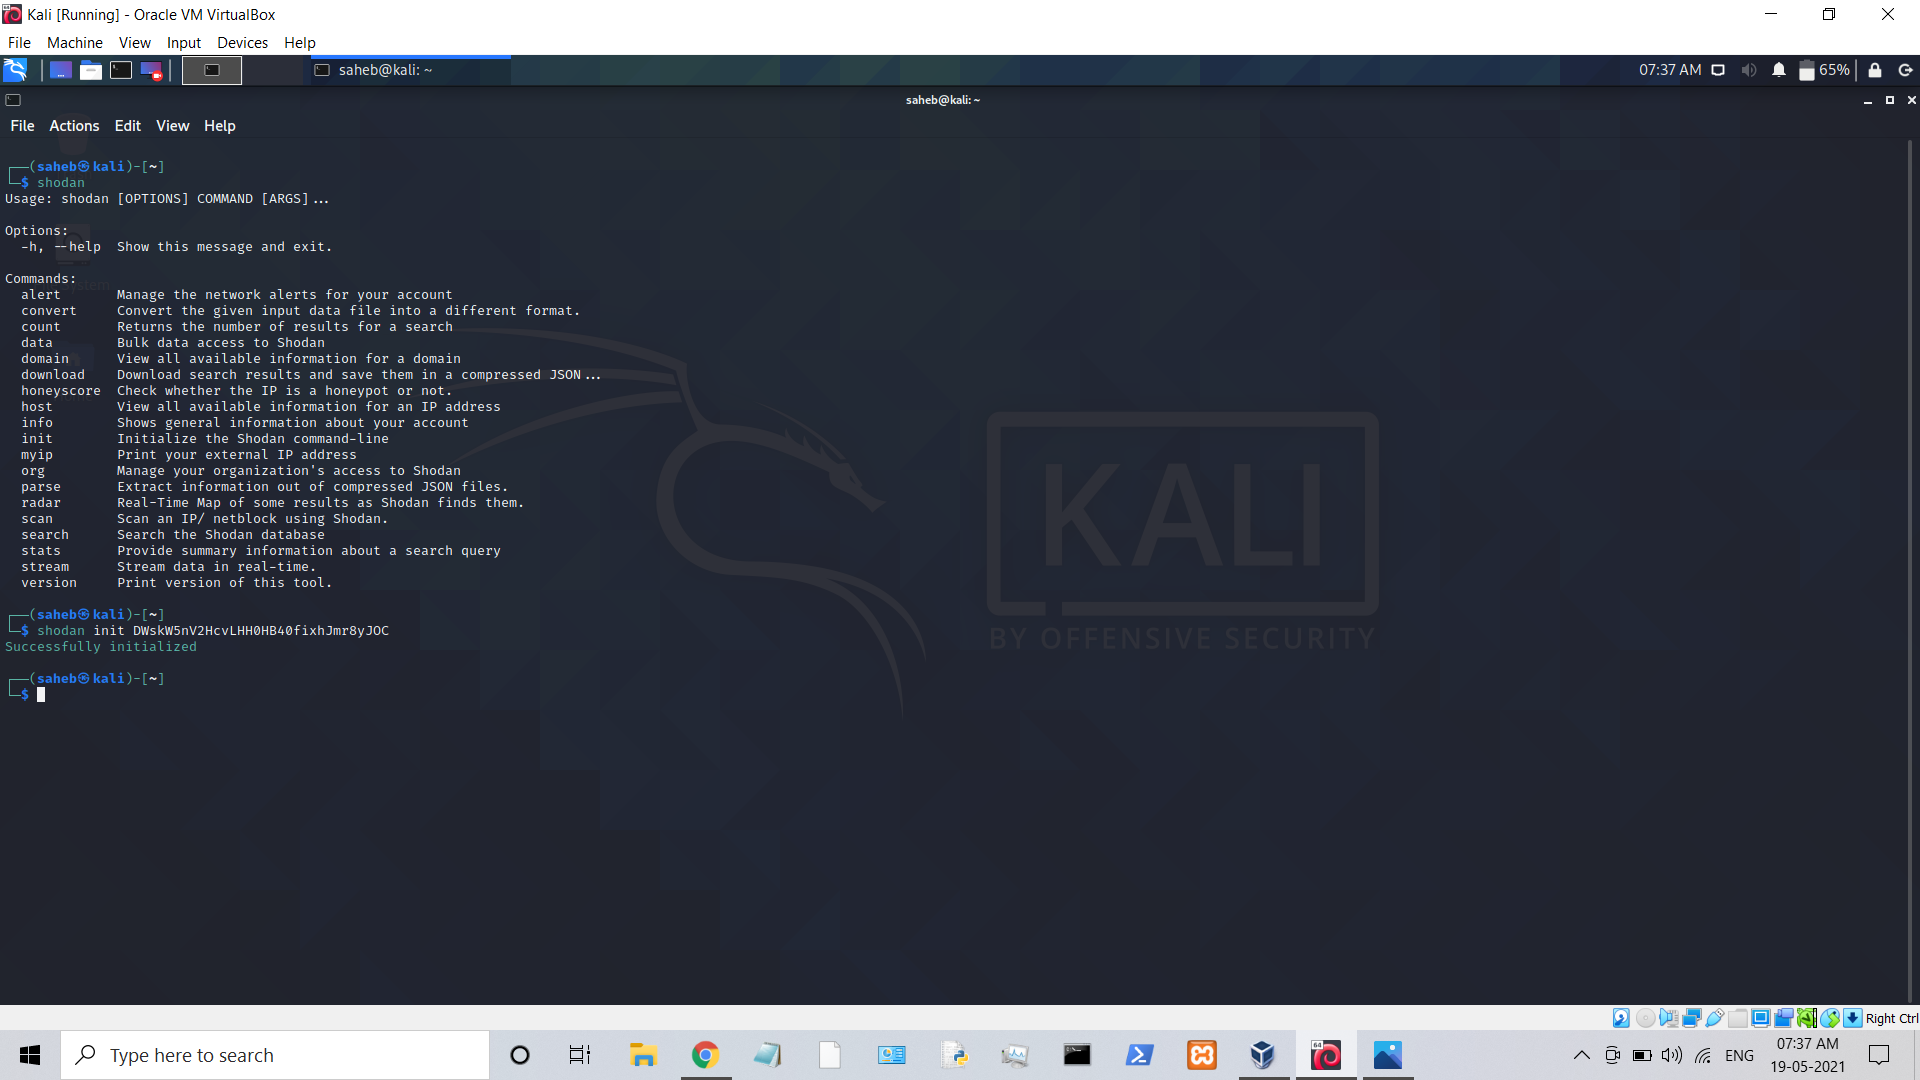 Kali [Running] - Oracle VM VirtualBox
File Machine View Input Devices Help
saheb@kali: ~
07:37 AM
65%
saheb@kali: ~
File Actions Edit View Help
┌──(saheb㉿kali)-[~]
└─$ shodan
Usage: shodan [OPTIONS] COMMAND [ARGS]...
Options:
-h, --help Show this message and exit.
Commands:
alert Manage the network alerts for your account
convert Convert the given input data file into a different format.
count Returns the number of results for a search
data Bulk data access to Shodan
domain View all available information for a domain
download Download search results and save them in a compressed JSON...
honeyscore Check whether the IP is a honeypot or not.
host View all available information for an IP address
info Shows general information about your account
init Initialize the Shodan command-line
myip Print your external IP address
org Manage your organization's access to Shodan
parse Extract information out of compressed JSON files.
radar Real-Time Map of some results as Shodan finds them.
scan Scan an IP/ netblock using Shodan.
search Search the Shodan database
stats Provide summary information about a search query
stream Stream data in real-time.
version Print version of this tool.
┌──(saheb㉿kali)-[~]
└─$ shodan init DWskW5nV2HcvLHH0HB40fixhJmr8yJOC
Successfully initialized
┌──(saheb㉿kali)-[~]
└─$
KALI
BY OFFENSIVE SECURITY
Right Ctrl
Type here to search
64
ENG
07:37 AM
19-05-2021